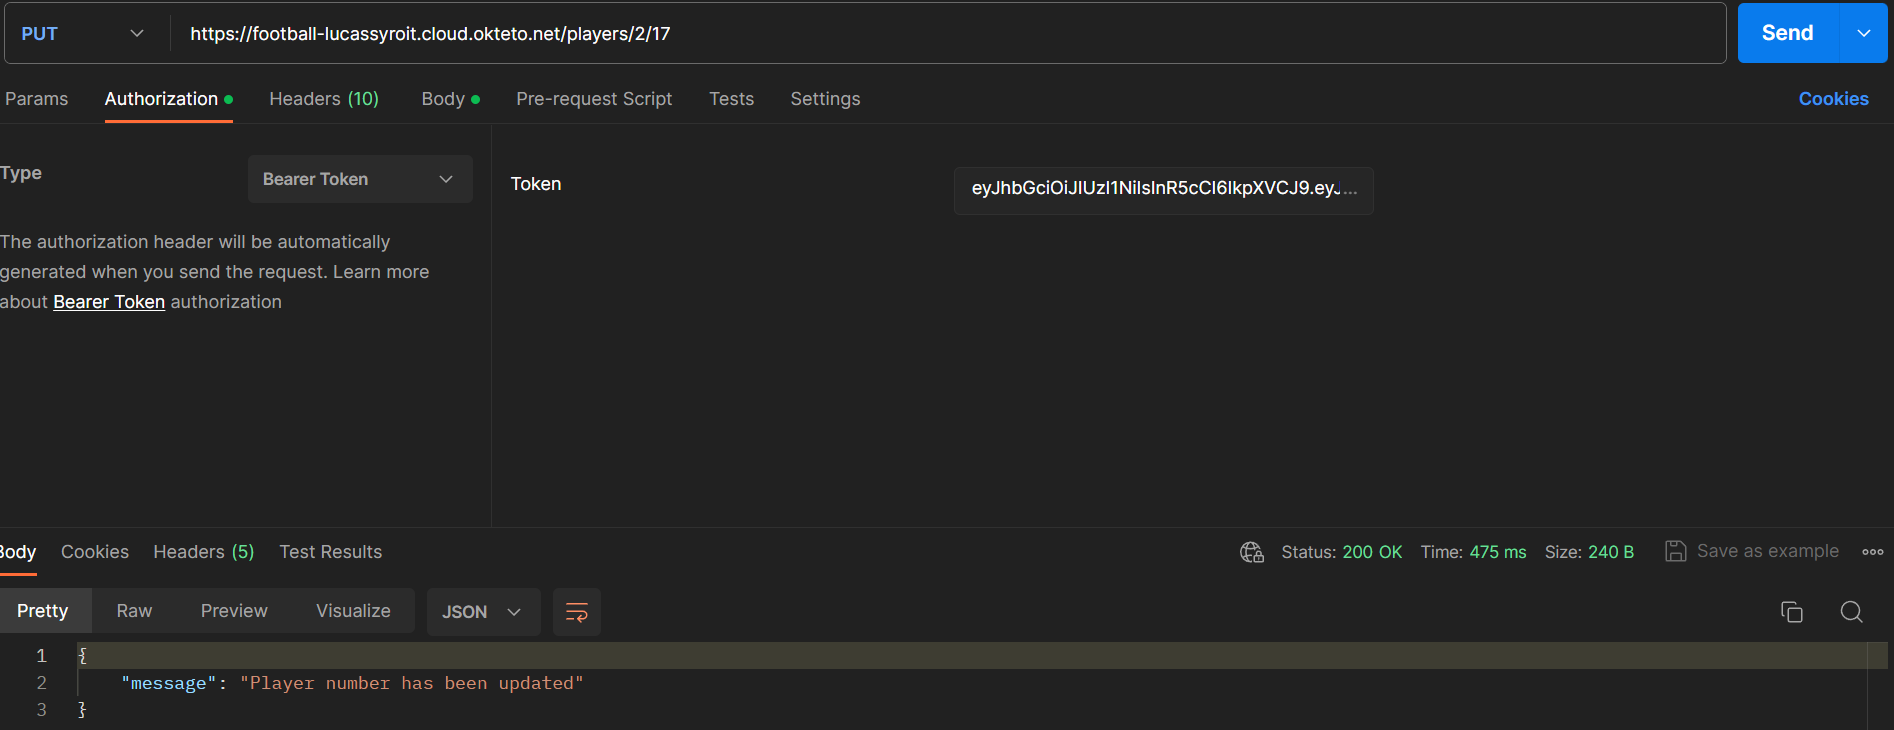 PUT https://football-lucassyroit.cloud.okteto.net/players/2/17 Send
Params Authorization Headers (10) Body Pre-request Script Tests Settings Cookies
Type Bearer Token Token eyJhbGciOiJIUzI1NiIsInR5cCI6IkpXVCJ9.eyJ...
The authorization header will be automatically
generated when you send the request. Learn more
about Bearer Token authorization
Body Cookies Headers (5) Test Results Status: 200 OK Time: 475 ms Size: 240 B Save as example
Pretty Raw Preview Visualize JSON
1 {
2 "message": "Player number has been updated"
3 }